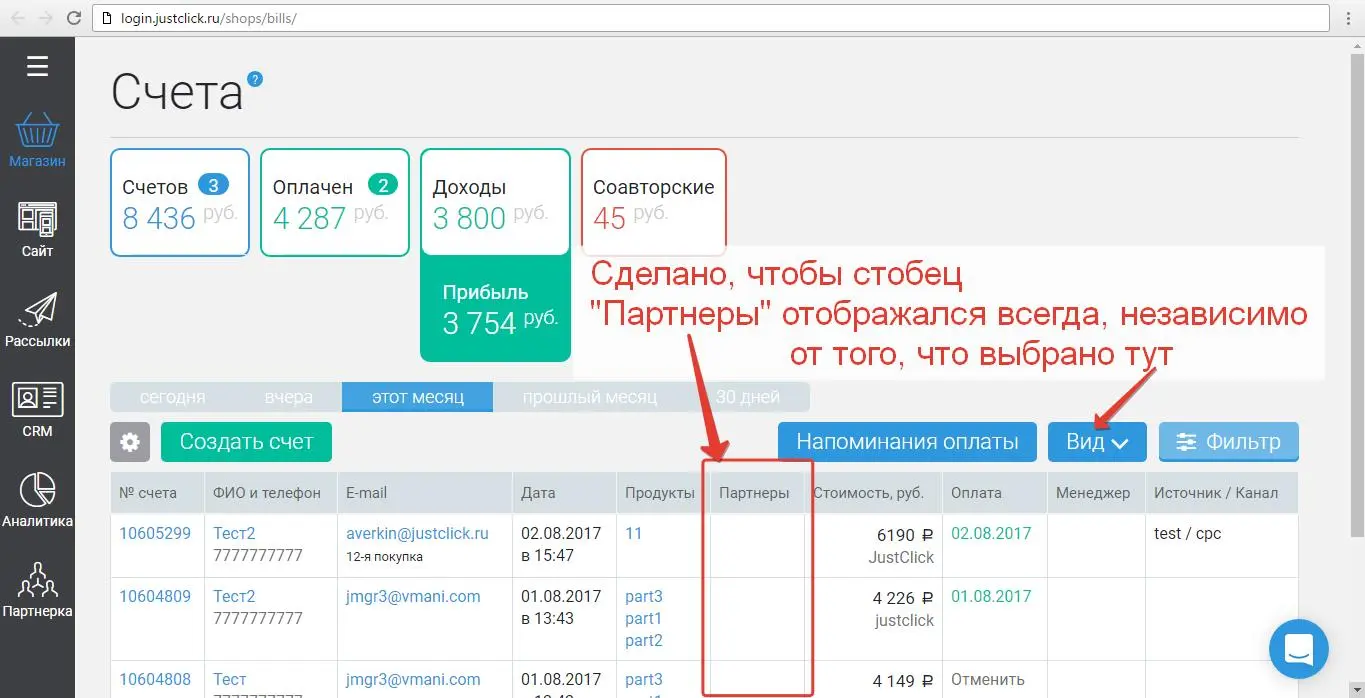 login.justclick.ru/shops/bills/
Счета ?
Магазин
Сайт
Рассылки
CRM
Аналитика
Партнерка
Счетов 3
8 436 руб.
Оплачен 2
4 287 руб.
Доходы
3 800 руб.
Прибыль
3 754 руб.
Соавторские
45 руб.
Сделано, чтобы стобец
"Партнеры" отображался всегда, независимо
от того, что выбрано тут
сегодня вчера этот месяц прошлый месяц 30 дней
Создать счет Напоминания оплаты Вид Фильтр
№ счета ФИО и телефон E-mail Дата Продукты Партнеры Стоимость, руб. Оплата Менеджер Источник / Канал
10605299 Тест2 averkin@justclick.ru 02.08.2017 11 6190 ₽ 02.08.2017 test / cpc
7777777777 12-я покупка в 15:47 JustClick
10604809 Тест2 jmgr3@vmani.com 01.08.2017 part3 4 226 ₽ 01.08.2017
7777777777 в 13:43 part1 justclick
part2
10604808 Тест jmgr3@vmani.com 01.08.2017 part3 4 149 ₽ Отменить